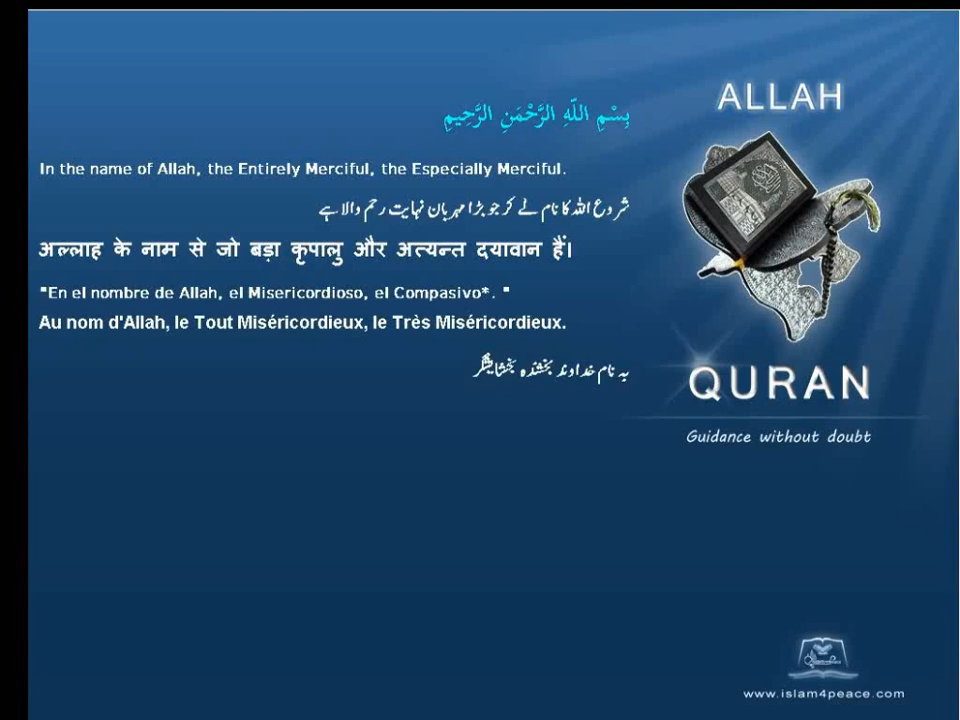 بِسْمِ اللَّهِ الرَّحْمَنِ الرَّحِيمِ
In the name of Allah, the Entirely Merciful, the Especially Merciful.
شروع الله کا نام لے کر جو بڑا مہربان نہایت رحم والا ہے
अल्लाह के नाम से जो बड़ा कृपालु और अत्यन्त दयावान हैं।
"En el nombre de Allah, el Misericordioso, el Compasivo*. "
Au nom d'Allah, le Tout Miséricordieux, le Très Miséricordieux.
به نام خداوند بخشنده بخشایشگر
ALLAH
QURAN
Guidance without doubt
www.islam4peace.com